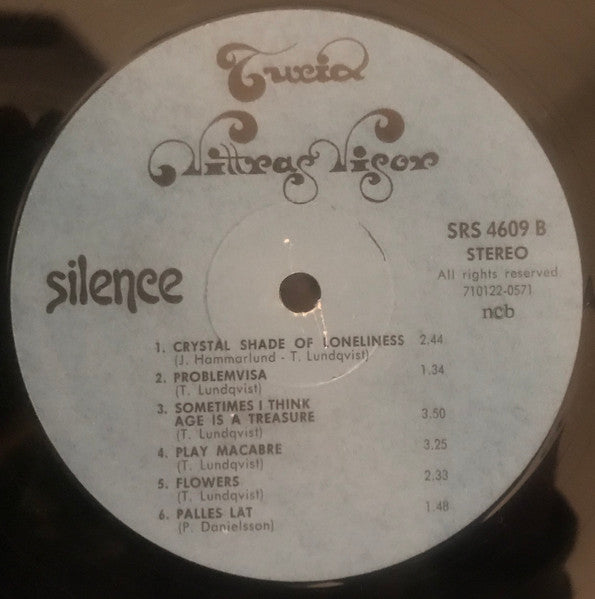 Turid
Vittras Visor
silence
SRS 4609 B
STEREO
All rights reserved.
710122-0571
ncb
1. CRYSTAL SHADE OF LONELINESS 2.44
(J. Hammarlund - T. Lundqvist)
2. PROBLEMVISA 1.34
(T. Lundqvist)
3. SOMETIMES I THINK
AGE IS A TREASURE 3.50
(T. Lundqvist)
4. PLAY MACABRE 3.25
(T. Lundqvist)
5. FLOWERS 2.33
(T. Lundqvist)
6. PALLES LÅT 1.48
(P. Danielsson)